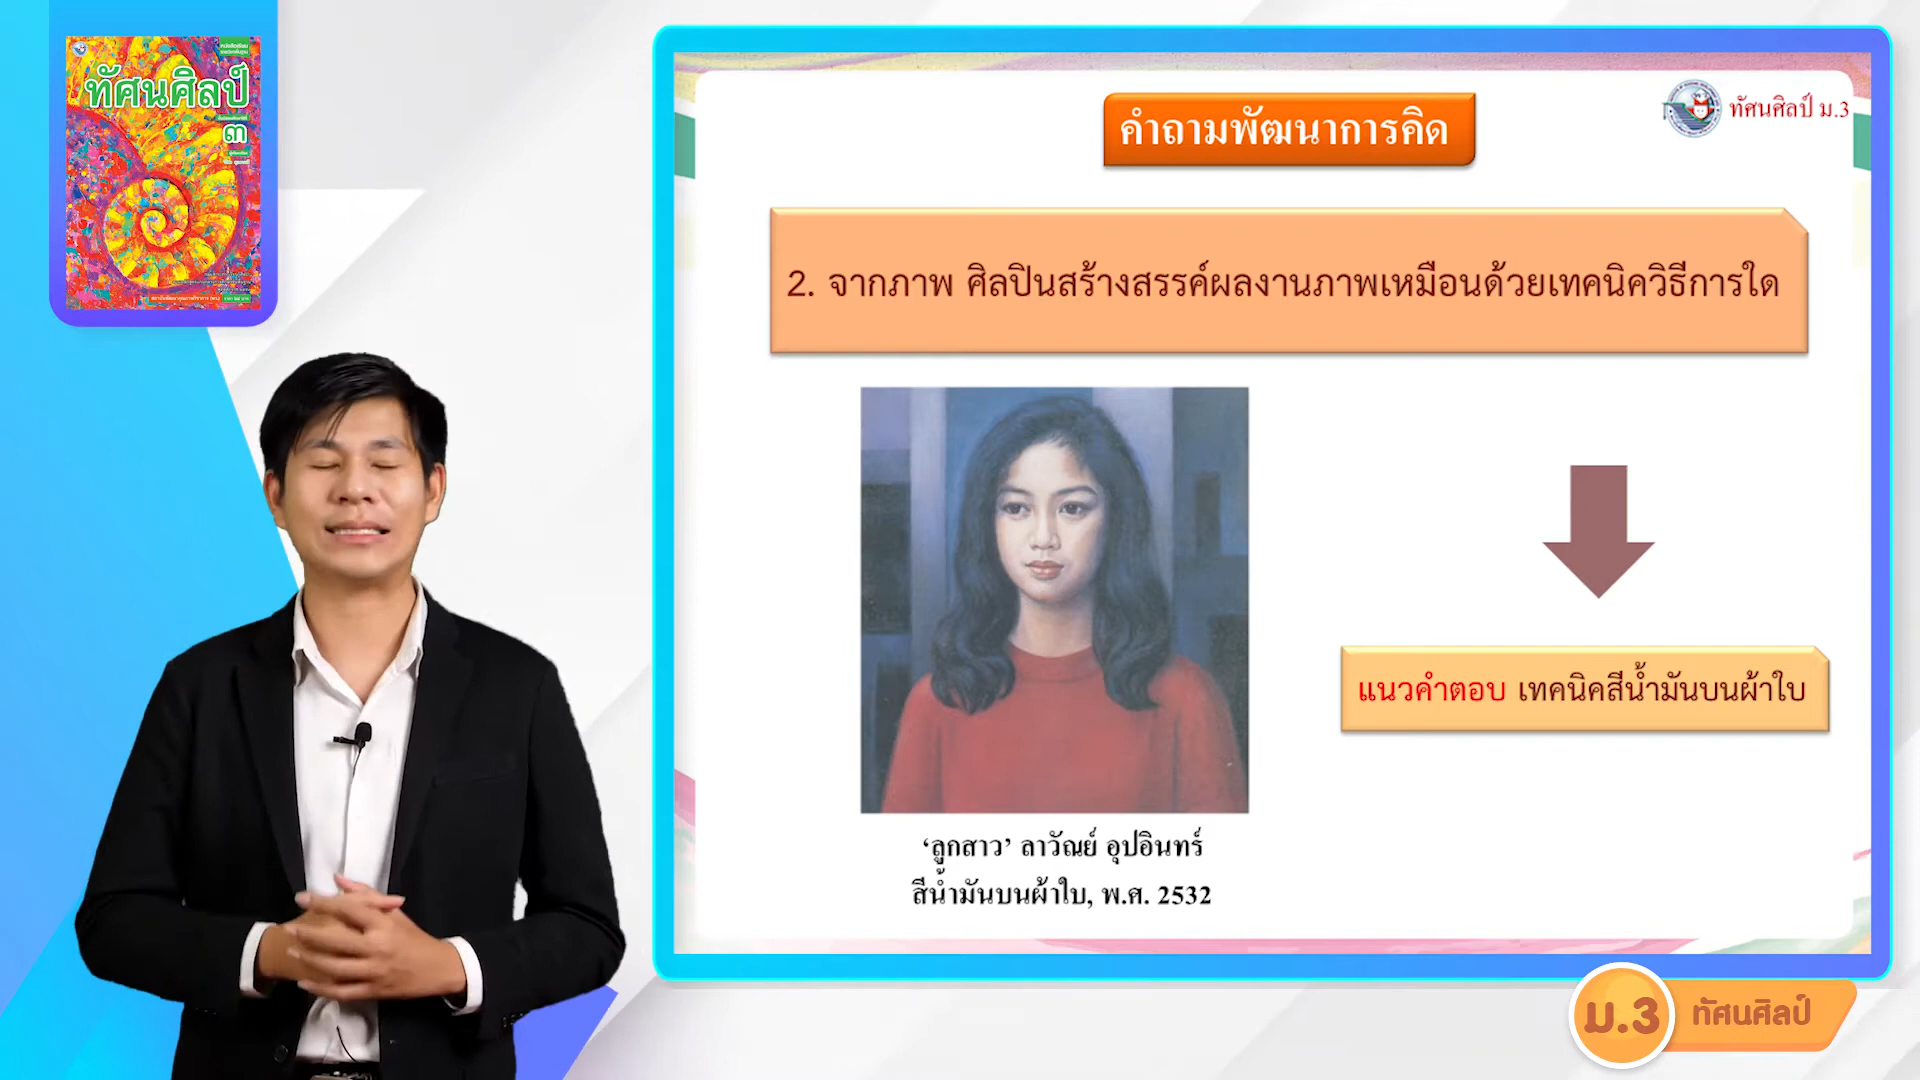 ทัศนศิลป์
๓
คำถามพัฒนาการคิด
ทัศนศิลป์ ม.3
2. จากภาพ ศิลปินสร้างสรรค์ผลงานภาพเหมือนด้วยเทคนิควิธีการใด
แนวคำตอบ เทคนิคสีน้ำมันบนผ้าใบ
‘ลูกสาว’ ลาวัณย์ อุปอินทร์
สีน้ำมันบนผ้าใบ, พ.ศ. 2532
ม.3 ทัศนศิลป์